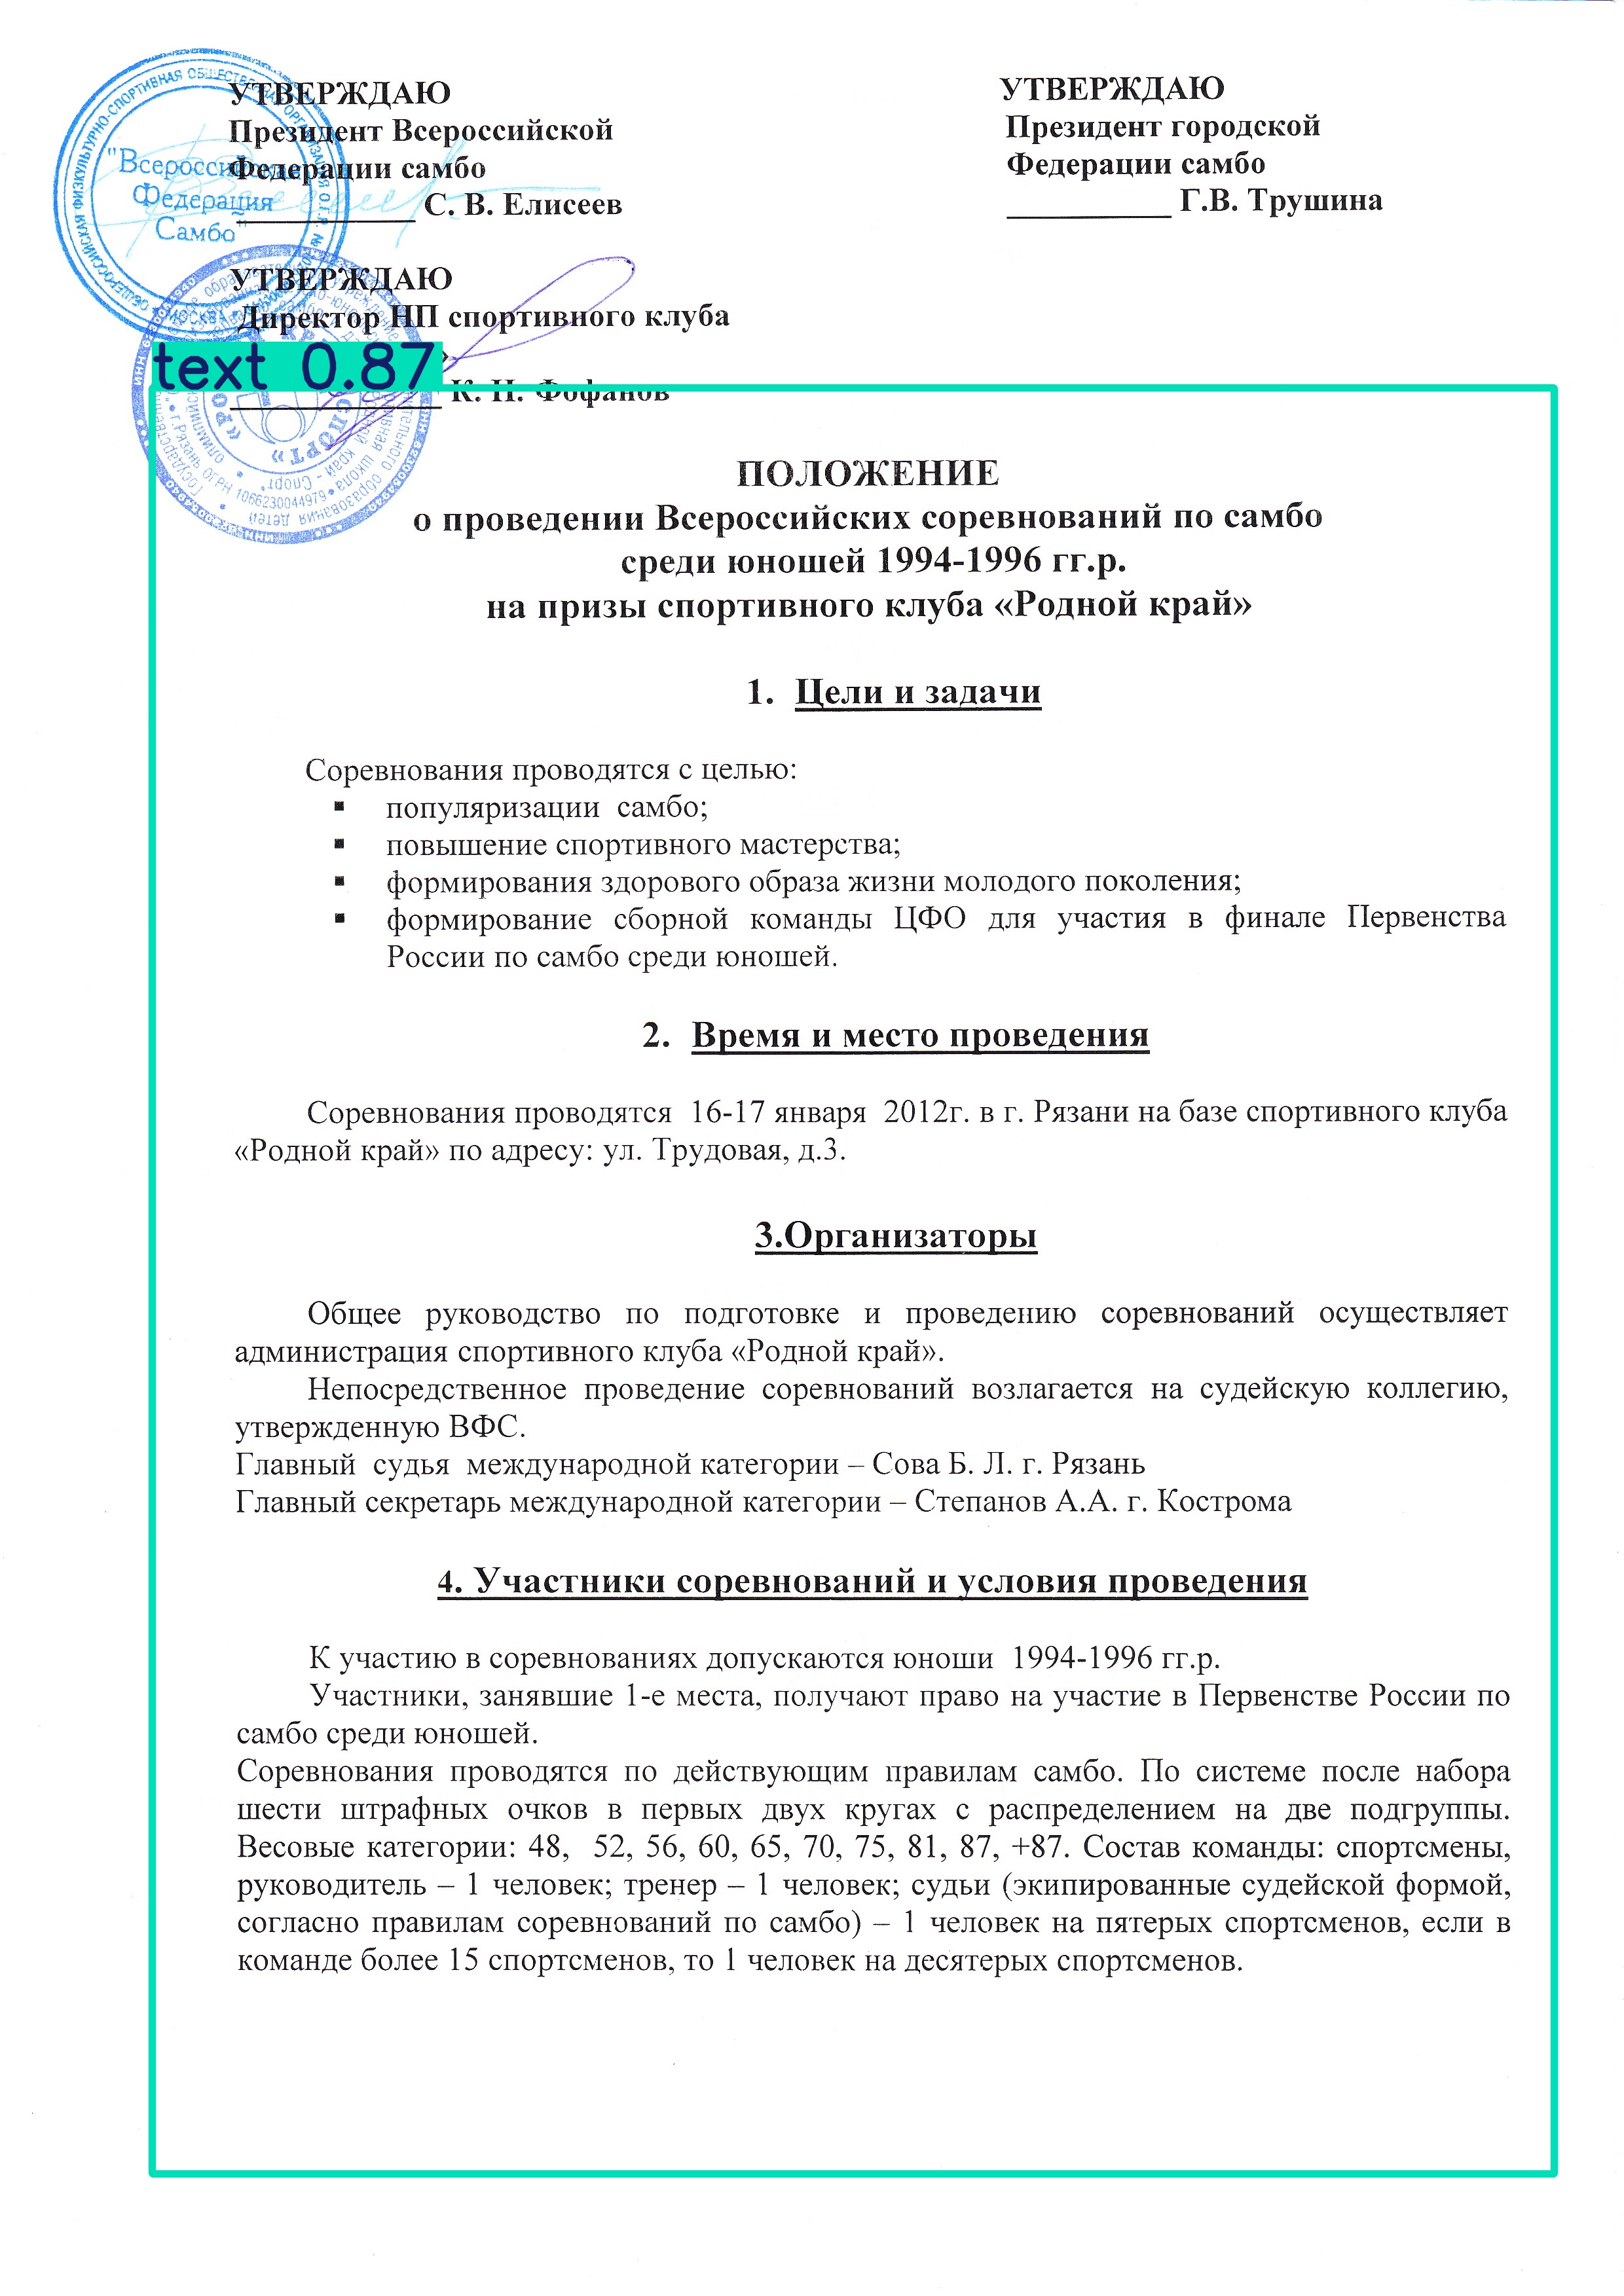 УТВЕРЖДАЮ
Президент Всероссийской
Федерации самбо
С. В. Елисеев
УТВЕРЖДАЮ
Президент городской
Федерации самбо
Г.В. Трушина
"Всероссийская
Федерация
Самбо"
УТВЕРЖДАЮ
Директор НП спортивного клуба
text 0.87
К. Н. Фофанов
ПОЛОЖЕНИЕ
о проведении Всероссийских соревнований по самбо
среди юношей 1994-1996 гг.р.
на призы спортивного клуба «Родной край»
1. Цели и задачи
Соревнования проводятся с целью:
▪ популяризации самбо;
▪ повышение спортивного мастерства;
▪ формирования здорового образа жизни молодого поколения;
▪ формирование сборной команды ЦФО для участия в финале Первенства
России по самбо среди юношей.
2. Время и место проведения
Соревнования проводятся 16-17 января 2012г. в г. Рязани на базе спортивного клуба
«Родной край» по адресу: ул. Трудовая, д.3.
3.Организаторы
Общее руководство по подготовке и проведению соревнований осуществляет
администрация спортивного клуба «Родной край».
Непосредственное проведение соревнований возлагается на судейскую коллегию,
утвержденную ВФС.
Главный судья международной категории – Сова Б. Л. г. Рязань
Главный секретарь международной категории – Степанов А.А. г. Кострома
4. Участники соревнований и условия проведения
К участию в соревнованиях допускаются юноши 1994-1996 гг.р.
Участники, занявшие 1-е места, получают право на участие в Первенстве России по
самбо среди юношей.
Соревнования проводятся по действующим правилам самбо. По системе после набора
шести штрафных очков в первых двух кругах с распределением на две подгруппы.
Весовые категории: 48, 52, 56, 60, 65, 70, 75, 81, 87, +87. Состав команды: спортсмены,
руководитель – 1 человек; тренер – 1 человек; судьи (экипированные судейской формой,
согласно правилам соревнований по самбо) – 1 человек на пятерых спортсменов, если в
команде более 15 спортсменов, то 1 человек на десятерых спортсменов.